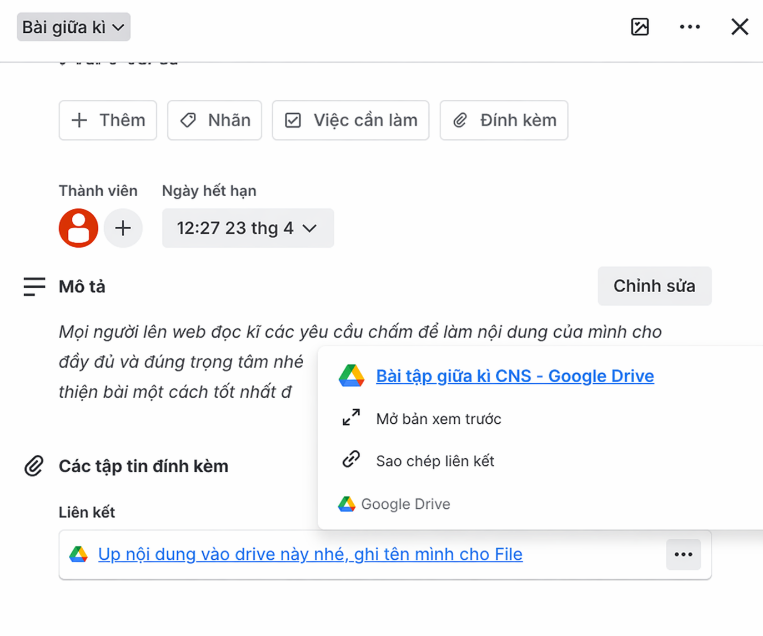 Bài giữa kì
Thêm
Nhãn
Việc cần làm
Đính kèm
Thành viên
Ngày hết hạn
12:27 23 thg 4
Mô tả
Chỉnh sửa
Mọi người lên web đọc kĩ các yêu cầu chấm để làm nội dung của mình cho
đầy đủ và đúng trọng tâm nhé
thiện bài một cách tốt nhất đ
Bài tập giữa kì CNS - Google Drive
Mở bản xem trước
Sao chép liên kết
Google Drive
Các tập tin đính kèm
Liên kết
Up nội dung vào drive này nhé, ghi tên mình cho File